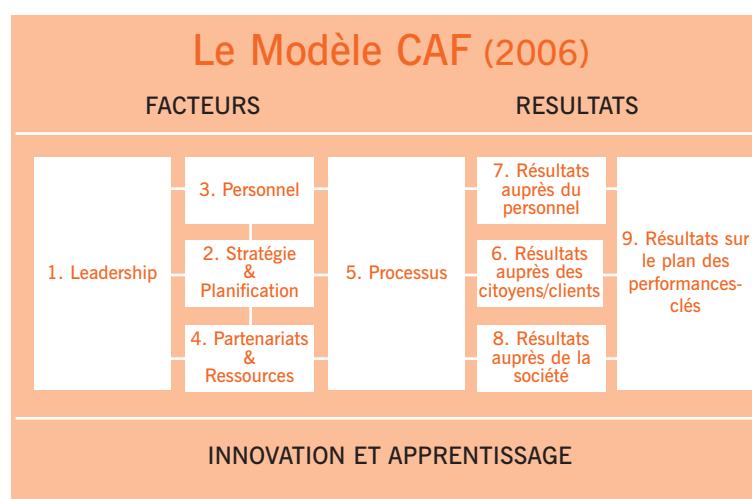 Le Modèle CAF (2006)
FACTEURS
RESULTATS
1. Leadership
3. Personnel
2. Stratégie
&
Planification
4. Partenariats
&
Ressources
5. Processus
7. Résultats
auprès du
personnel
6. Résultats
auprès des
citoyens/clients
8. Résultats
auprès de la
société
9. Résultats sur
le plan des
performances-
clés
INNOVATION ET APPRENTISSAGE